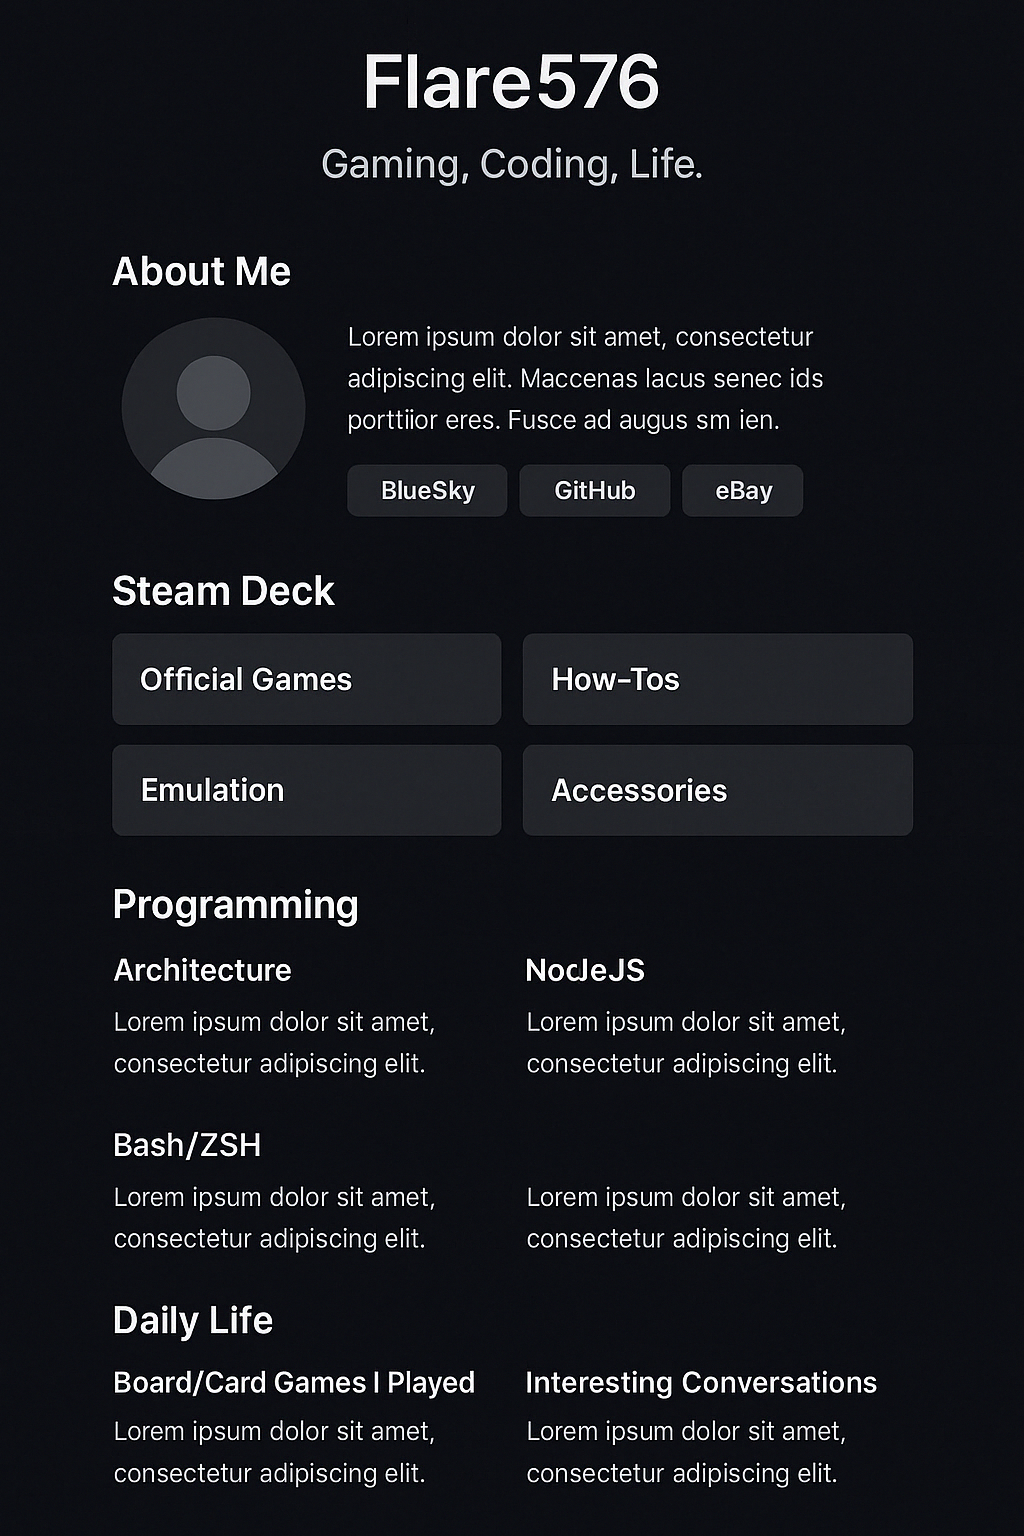 Flare576
Gaming, Coding, Life.
About Me
Lorem ipsum dolor sit amet, consectetur
adipiscing elit. Maccenas lacus senec ids
porttiior eres. Fusce ad augus sm ien.
BlueSky
GitHub
eBay
Steam Deck
Official Games
How-Tos
Emulation
Accessories
Programming
Architecture
NodeJS
Lorem ipsum dolor sit amet,
consectetur adipiscing elit.
Lorem ipsum dolor sit amet,
consectetur adipiscing elit.
Bash/ZSH
Lorem ipsum dolor sit amet,
consectetur adipiscing elit.
Lorem ipsum dolor sit amet,
consectetur adipiscing elit.
Daily Life
Board/Card Games I Played
Interesting Conversations
Lorem ipsum dolor sit amet,
consectetur adipiscing elit.
Lorem ipsum dolor sit amet,
consectetur adipiscing elit.